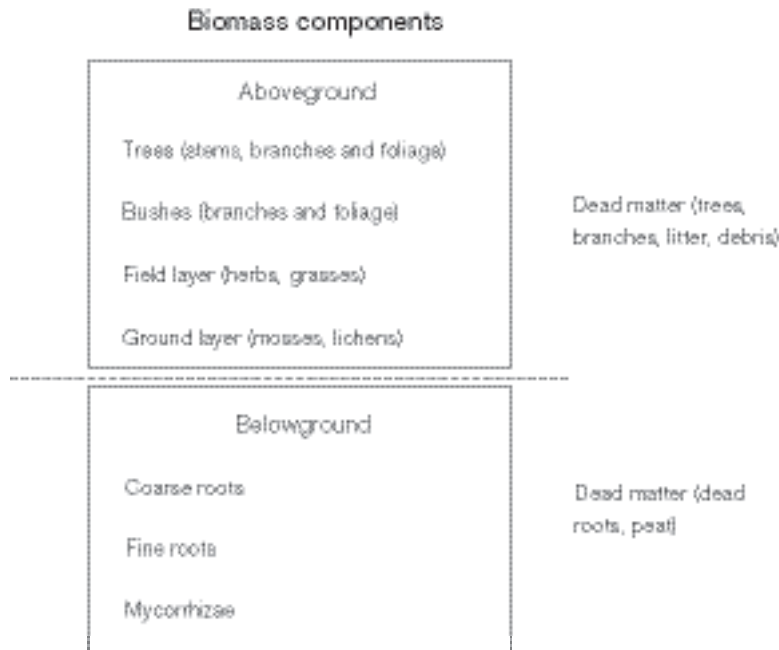 Biomass components
Aboveground
Trees (stems, branches and foliage)
Bushes (branches and foliage)
Field layer (herbs, grasses)
Ground layer (mosses, lichens)
Dead matter (trees,
branches, litter, debris)
Belowground
Coarse roots
Fine roots
Mycorrhizae
Dead matter (dead
roots, peat)